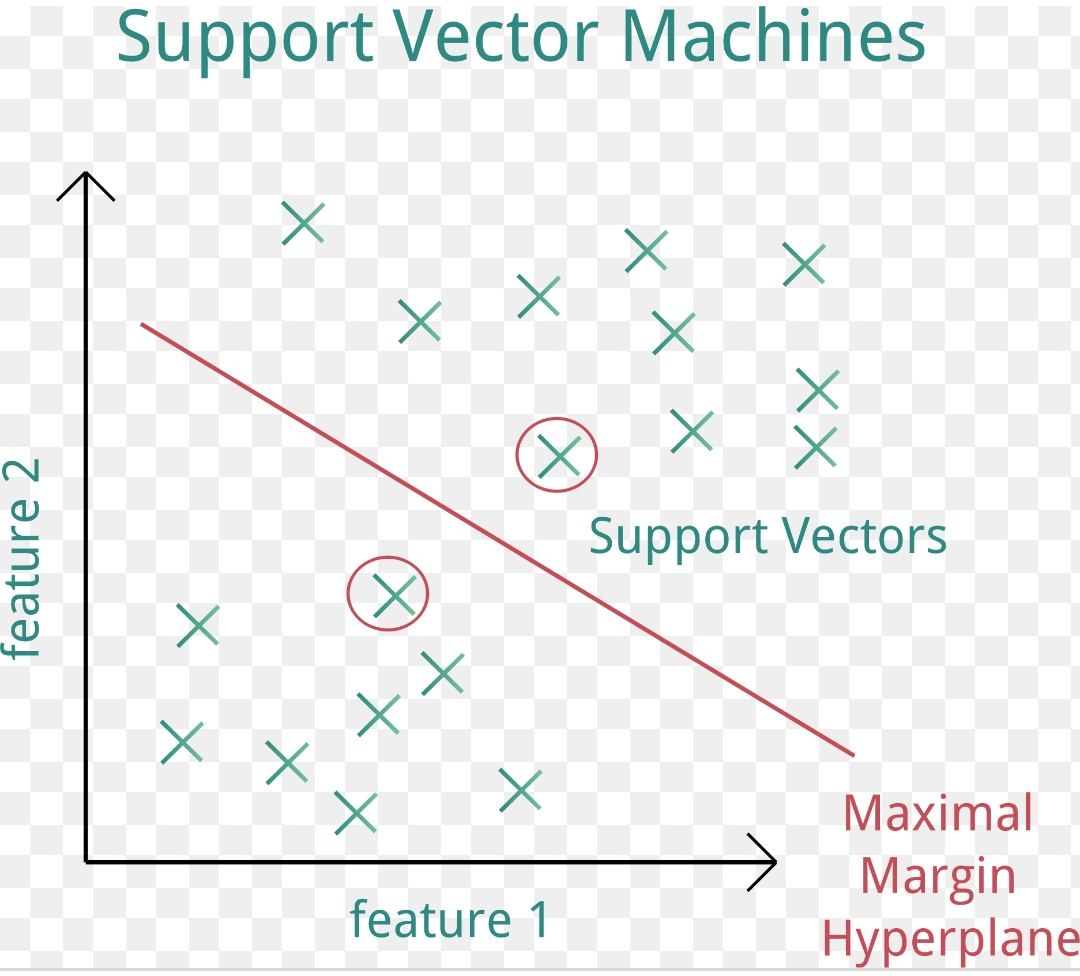 Support Vector Machines
feature 2
Support Vectors
Maximal
Margin
Hyperplane
feature 1